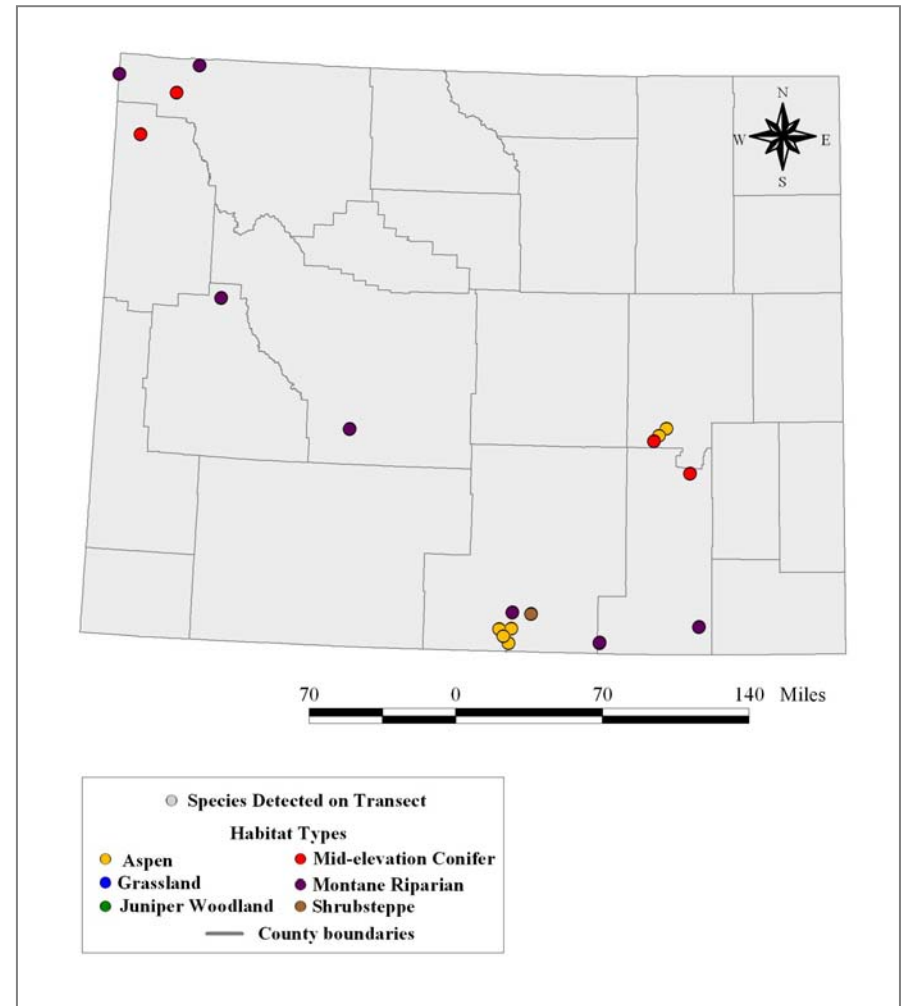 N
W E
S
70 0 70 140 Miles
Species Detected on Transect
Habitat Types
Aspen Mid-elevation Conifer
Grassland Montane Riparian
Juniper Woodland Shrubsteppe
County boundaries